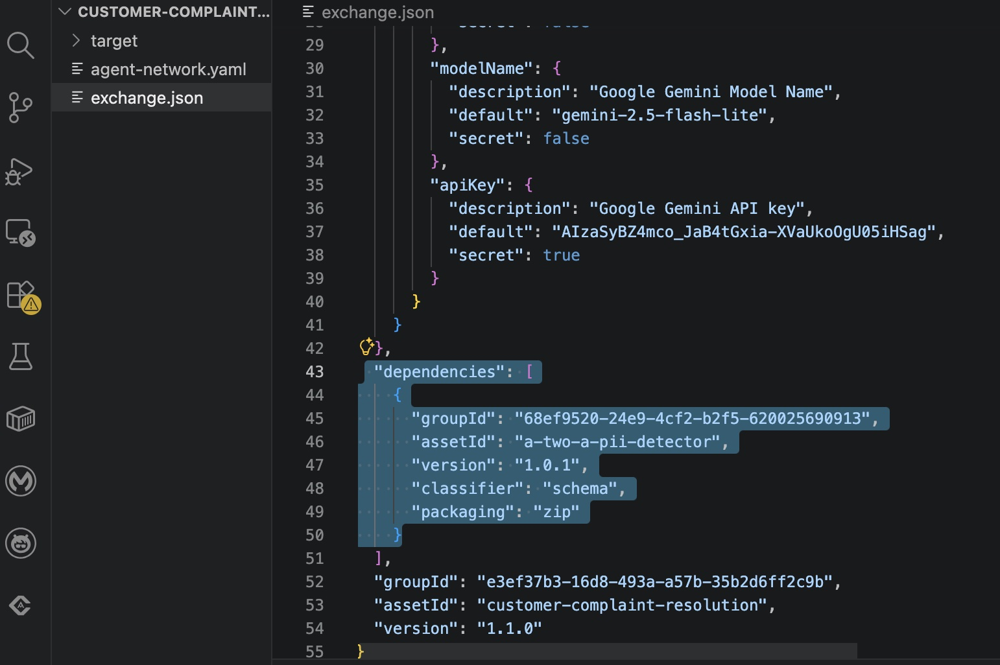 CUSTOMER-COMPLAINT...
target
agent-network.yaml
exchange.json
exchange.json
29 },
30 "modelName": {
31 "description": "Google Gemini Model Name",
32 "default": "gemini-2.5-flash-lite",
33 "secret": false
34 },
35 "apiKey": {
36 "description": "Google Gemini API key",
37 "default": "AIzaSyBZ4mco_JaB4tGxia-XVaUkoOgU05iHSag",
38 "secret": true
39 }
40 }
41 }
42 },
43 "dependencies": [
44 {
45 "groupId": "68ef9520-24e9-4cf2-b2f5-620025690913",
46 "assetId": "a-two-a-pii-detector",
47 "version": "1.0.1",
48 "classifier": "schema",
49 "packaging": "zip"
50 }
51 ],
52 "groupId": "e3ef37b3-16d8-493a-a57b-35b2d6ff2c9b",
53 "assetId": "customer-complaint-resolution",
54 "version": "1.1.0"
55 }